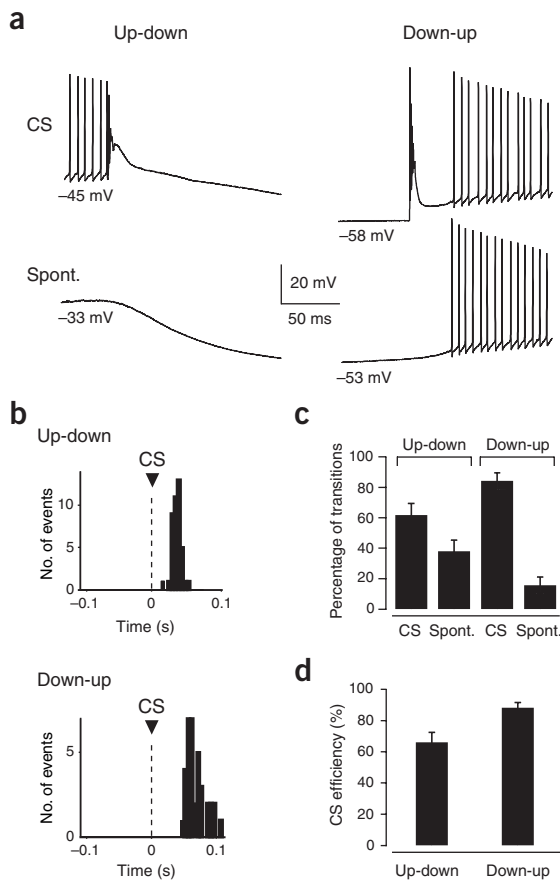 a
Up-down Down-up
CS
–45 mV
–58 mV
Spont.
20 mV
50 ms
–33 mV
–53 mV
b
Up-down
CS
No. of events
10
5
0
–0.1 0 0.1
Time (s)
Down-up
CS
No. of events
5
0
–0.1 0 0.1
Time (s)
c
Up-down Down-up
Percentage of transitions
100
80
60
40
20
0
CS Spont. CS Spont.
d
CS efficiency (%)
100
80
60
40
20
0
Up-down Down-up